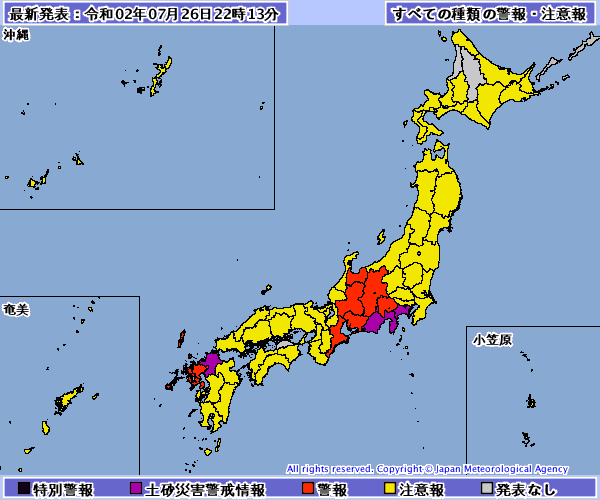 最新発表：令和02年07月26日22時13分
すべての種類の警報・注意報
沖縄
奄美
小笠原
All rights reserved. Copyright © Japan Meteorological Agency
特別警報 土砂災害警戒情報 警報 注意報 発表なし